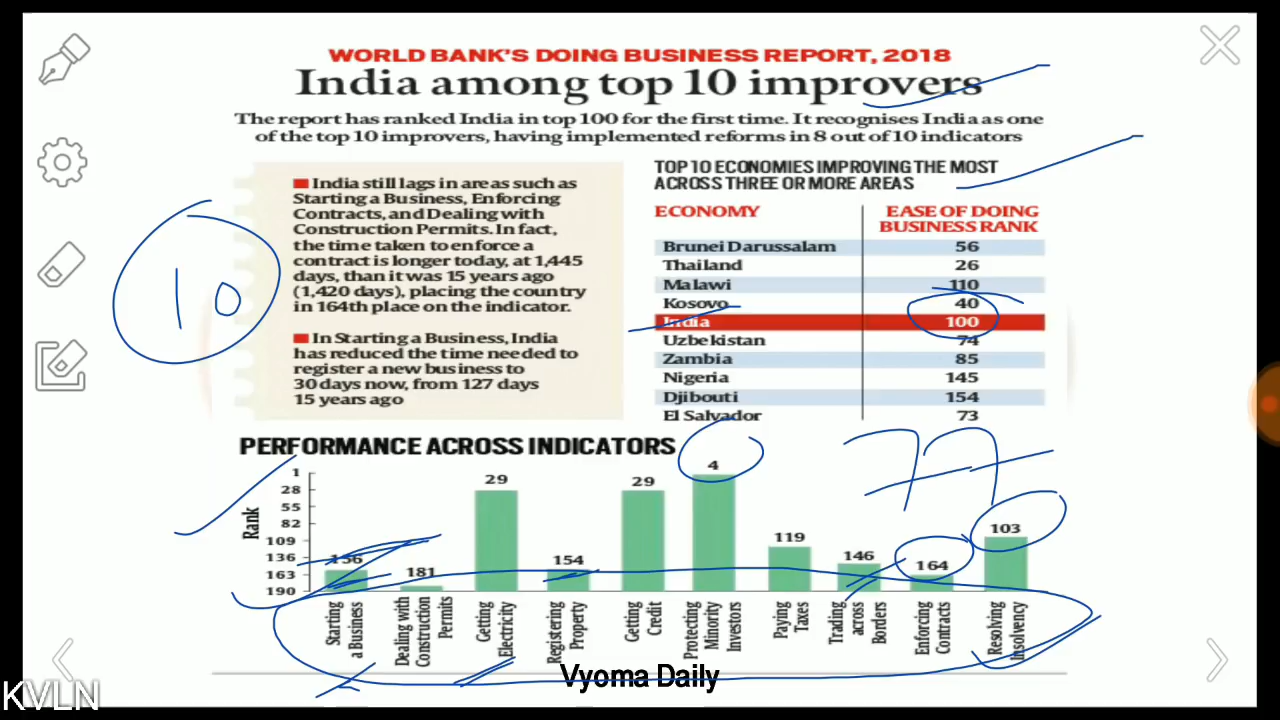 WORLD BANK'S DOING BUSINESS REPORT, 2018
India among top 10 improvers
The report has ranked India in top 100 for the first time. It recognises India as one
of the top 10 improvers, having implemented reforms in 8 out of 10 indicators
India still lags in areas such as
Starting a Business, Enforcing
Contracts, and Dealing with
Construction Permits. In fact,
the time taken to enforce a
contract is longer today, at 1,445
days, than it was 15 years ago
(1,420 days), placing the country
in 164th place on the indicator.
In Starting a Business, India
has reduced the time needed to
register a new business to
30 days now, from 127 days
15 years ago
10
TOP 10 ECONOMIES IMPROVING THE MOST
ACROSS THREE OR MORE AREAS
ECONOMY EASE OF DOING
BUSINESS RANK
Brunei Darussalam 56
Thailand 26
Malawi 110
Kosovo 40
India 100
Uzbekistan 74
Zambia 85
Nigeria 145
Djibouti 154
El Salvador 73
77
PERFORMANCE ACROSS INDICATORS
Rank
1
28
55
82
109
136
163
190
156
181
29
154
29
4
119
146
164
103
Starting
a Business
Dealing with
Construction
Permits
Getting
Electricity
Registering
Property
Getting
Credit
Protecting
Minority
Investors
Paying
Taxes
Trading
across
Borders
Enforcing
Contracts
Resolving
Insolvency
Vyoma Daily
KVLN